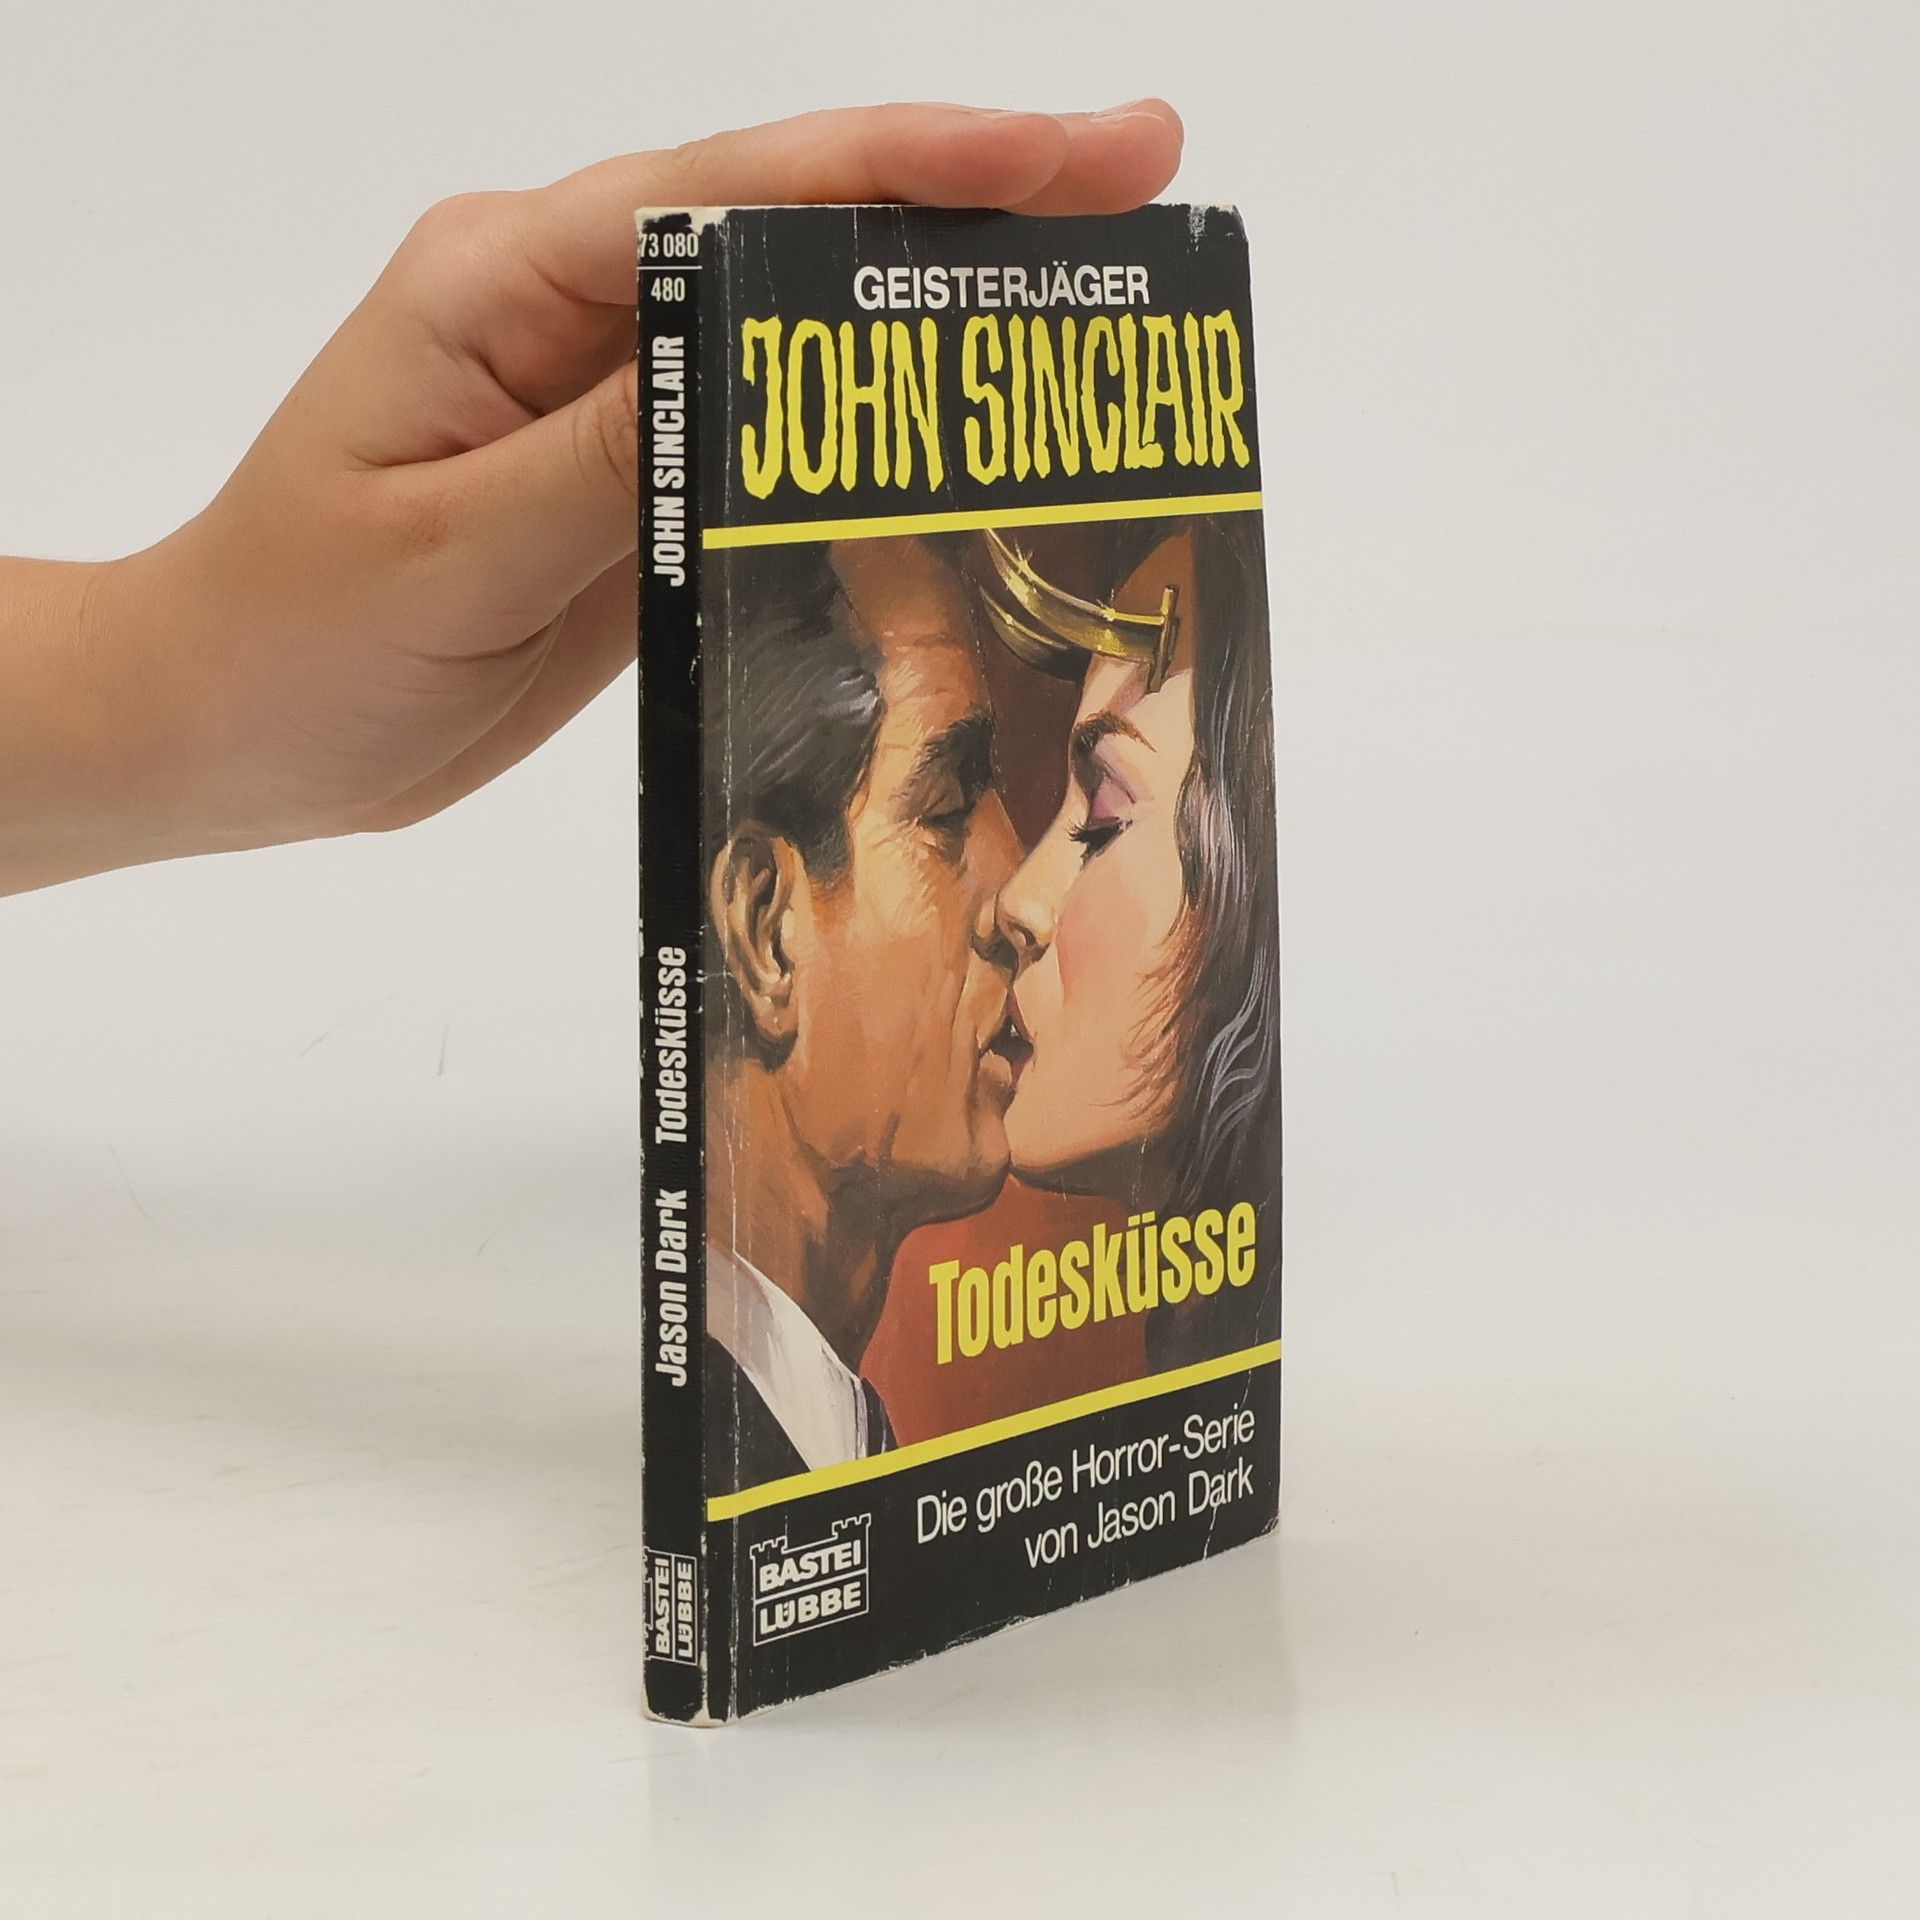 73 080
480
JOHN SINCLAIR
Todesküsse
Jason Dark
BASTEI
LÜBBE
GEISTERJÄGER
JOHN SINCLAIR
Todesküsse
Die große Horror-Serie
von Jason Dark
BASTEI
LÜBBE